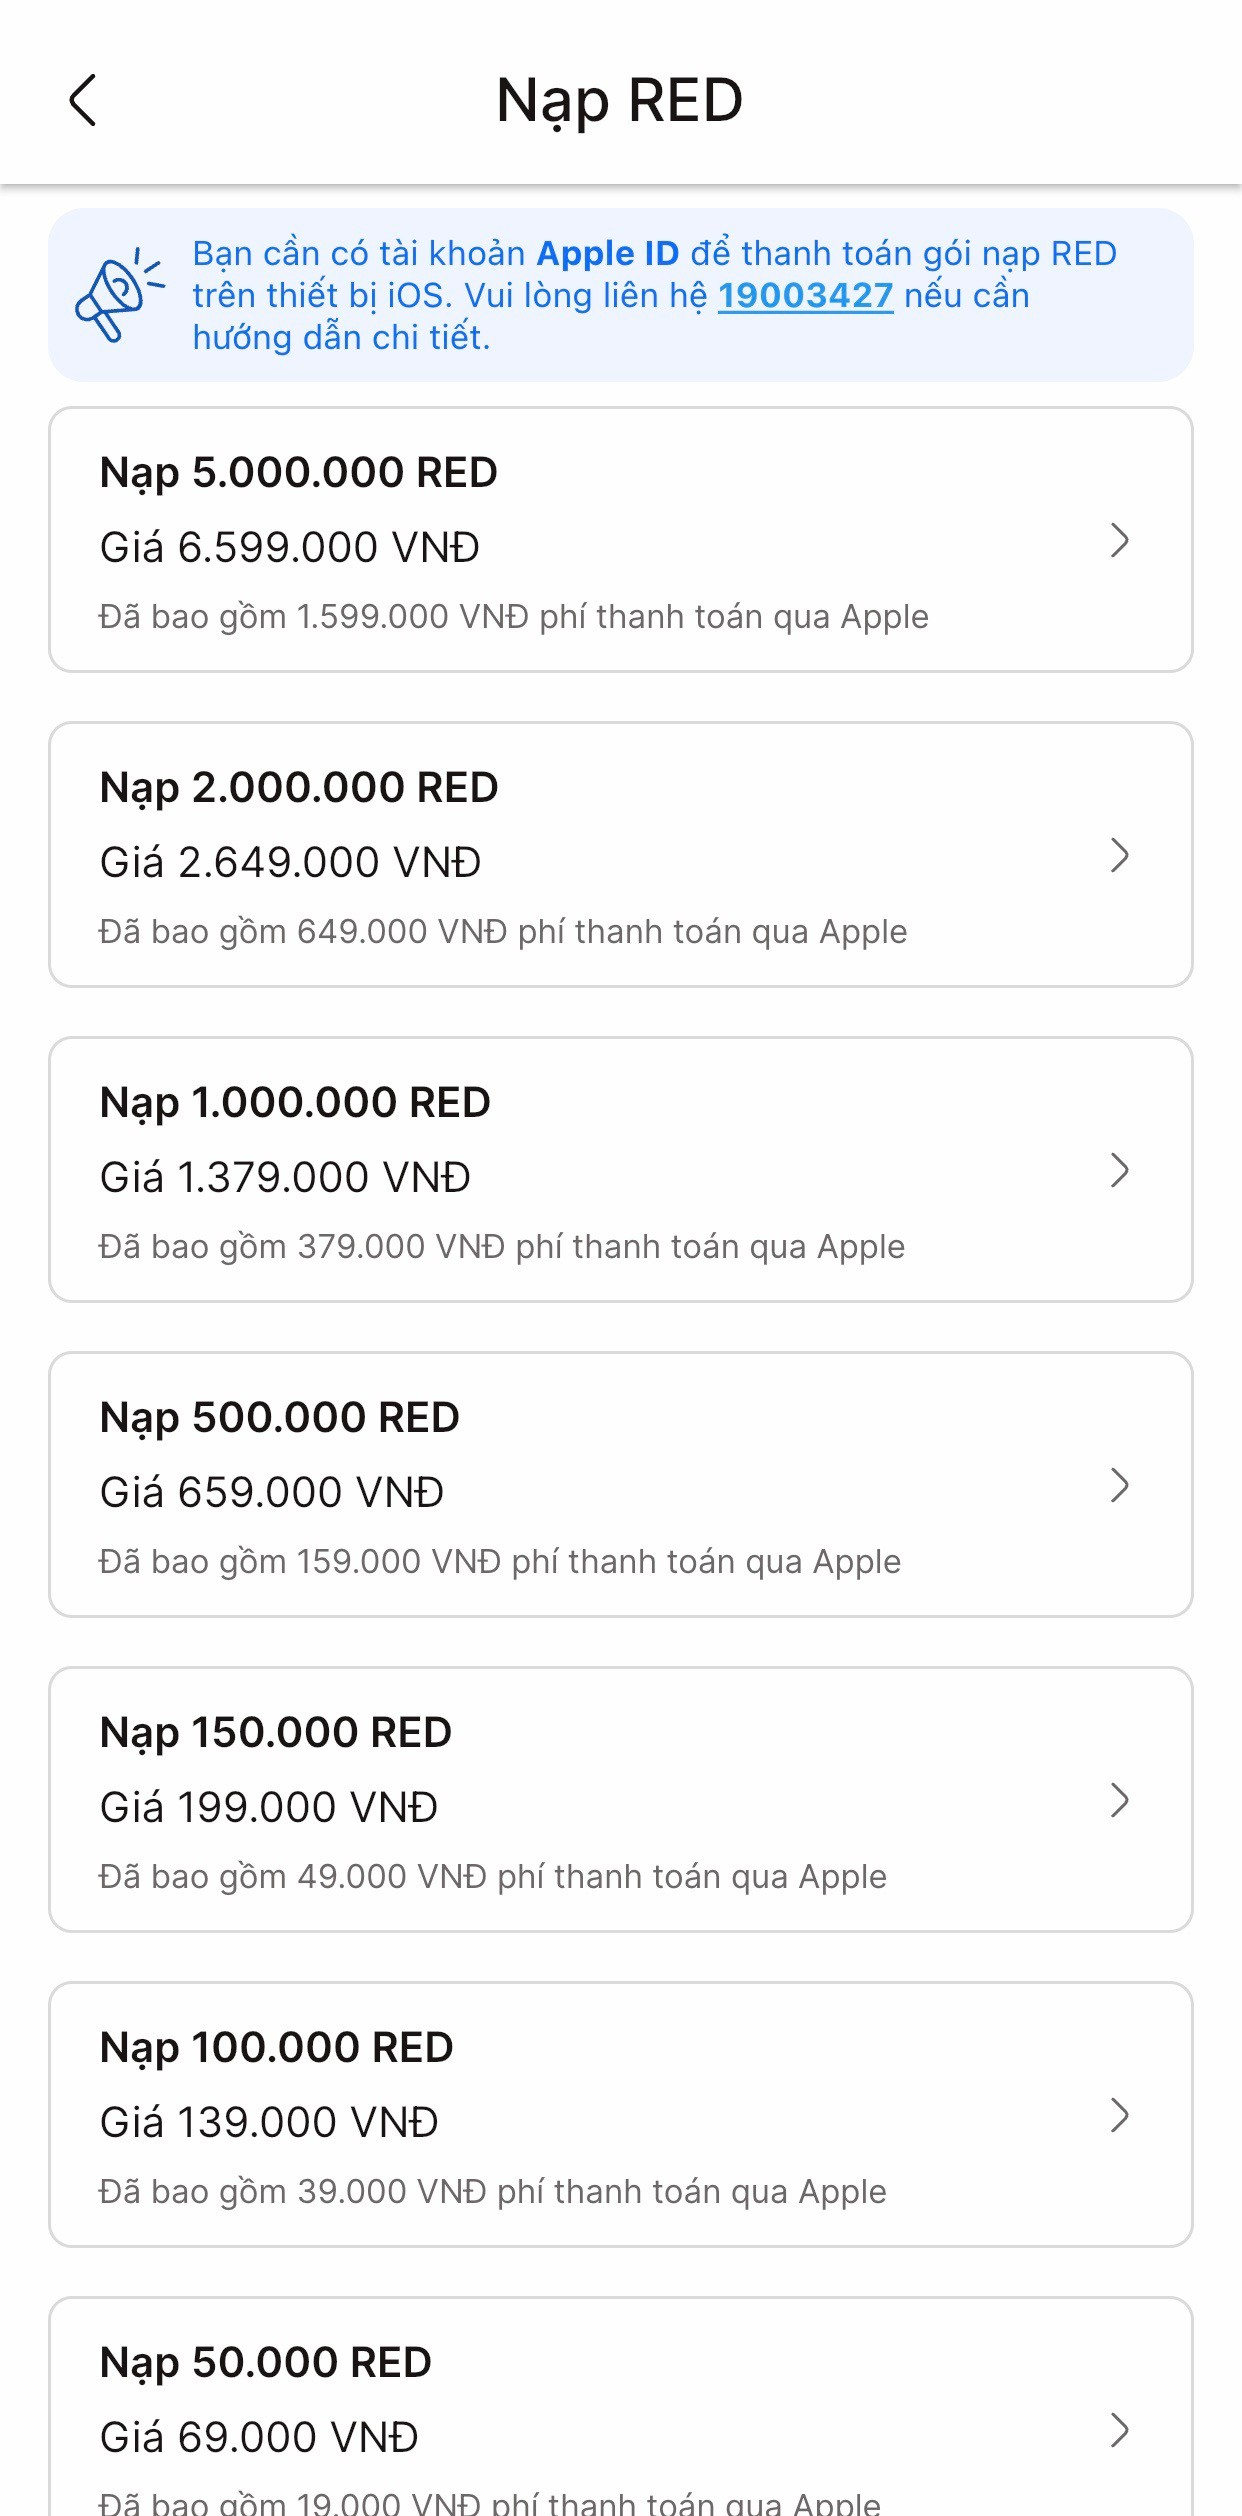 Nạp RED
Bạn cần có tài khoản Apple ID để thanh toán gói nạp RED
trên thiết bị iOS. Vui lòng liên hệ 19003427 nếu cần
hướng dẫn chi tiết.
Nạp 5.000.000 RED
Giá 6.599.000 VNĐ
Đã bao gồm 1.599.000 VNĐ phí thanh toán qua Apple
Nạp 2.000.000 RED
Giá 2.649.000 VNĐ
Đã bao gồm 649.000 VNĐ phí thanh toán qua Apple
Nạp 1.000.000 RED
Giá 1.379.000 VNĐ
Đã bao gồm 379.000 VNĐ phí thanh toán qua Apple
Nạp 500.000 RED
Giá 659.000 VNĐ
Đã bao gồm 159.000 VNĐ phí thanh toán qua Apple
Nạp 150.000 RED
Giá 199.000 VNĐ
Đã bao gồm 49.000 VNĐ phí thanh toán qua Apple
Nạp 100.000 RED
Giá 139.000 VNĐ
Đã bao gồm 39.000 VNĐ phí thanh toán qua Apple
Nạp 50.000 RED
Giá 69.000 VNĐ
Đã bao gồm 19.000 VNĐ phí thanh toán qua Apple